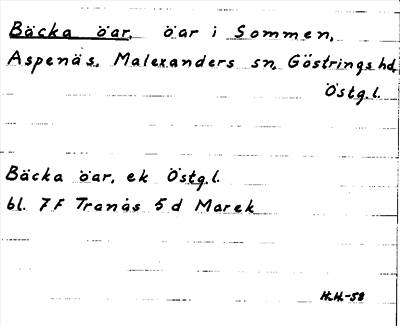 Bäcka öar, öar i Sommen,
Aspenäs, Malexanders sn, Göstrings hd,
Östg.l.
Bäcka öar, ek Östg.l.
bl. 7F Tranås 5 d Marek
H.H.-58